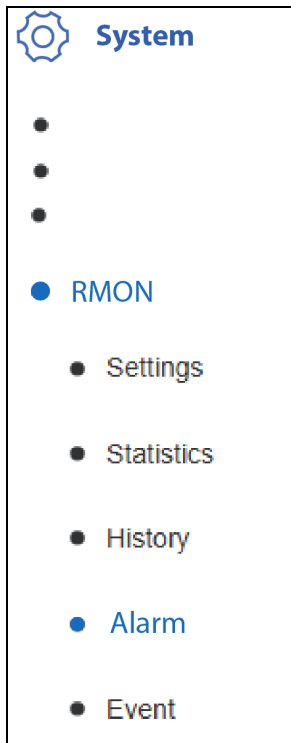 System
RMON
Settings
Statistics
History
Alarm
Event